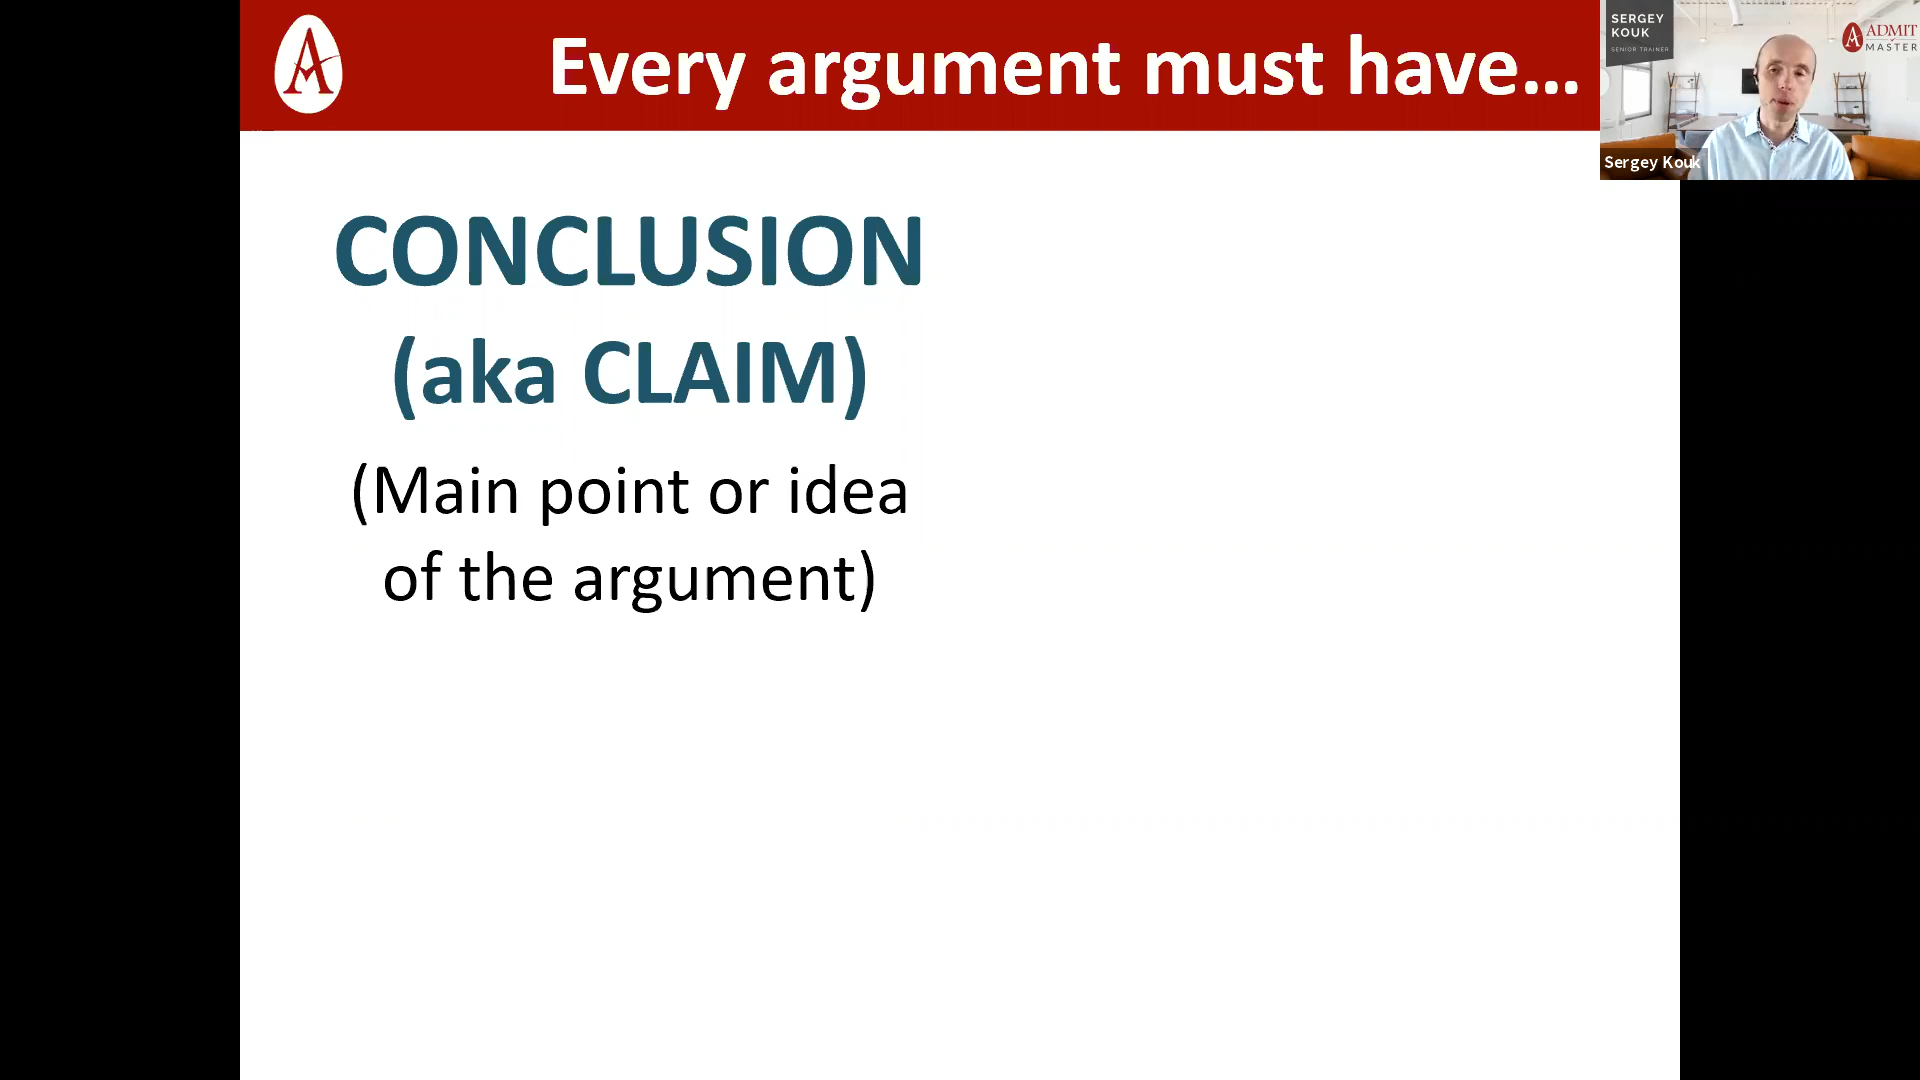 Every argument must have...
CONCLUSION
(aka CLAIM)
(Main point or idea
of the argument)
SERGEY
KOUK
SENIOR TRAINER
ADMIT
MASTER
Sergey Kouk